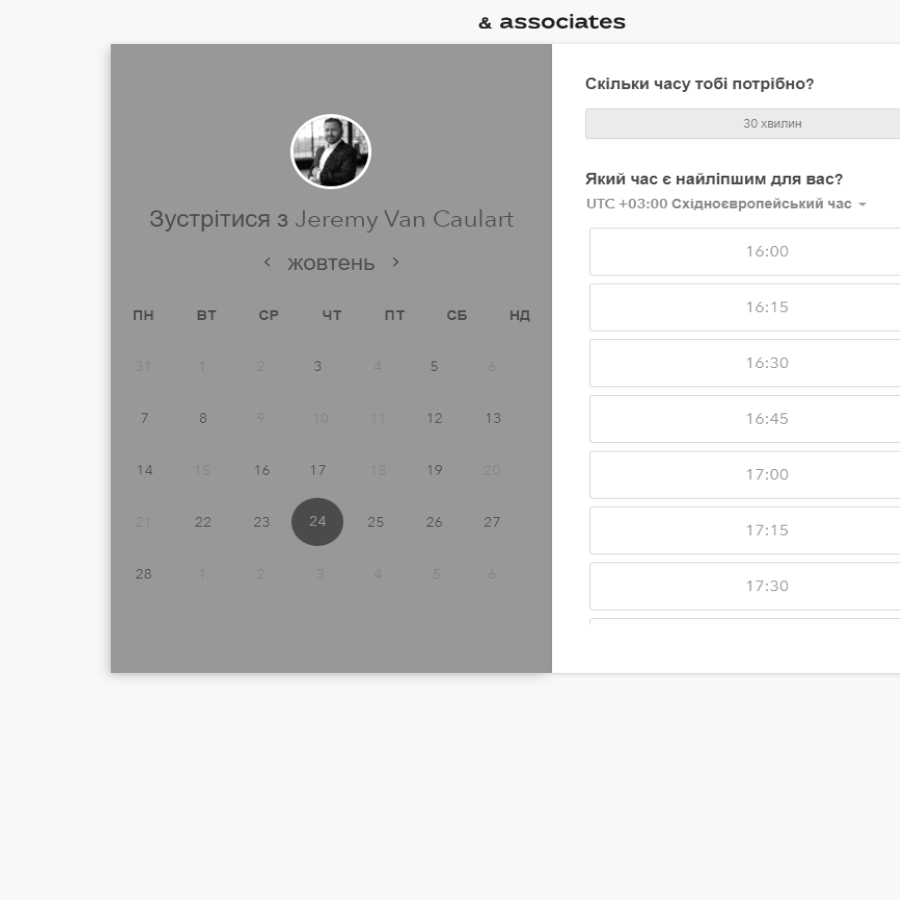 & associates
Зустрітися з Jeremy Van Caulart
‹ жовтень ›
ПН ВТ СР ЧТ ПТ СБ НД
31 1 2 3 4 5 6
7 8 9 10 11 12 13
14 15 16 17 18 19 20
21 22 23 24 25 26 27
28 1 2 3 4 5 6
Скільки часу тобі потрібно?
30 хвилин
Який час є найліпшим для вас?
UTC +03:00 Східноєвропейський час
16:00
16:15
16:30
16:45
17:00
17:15
17:30